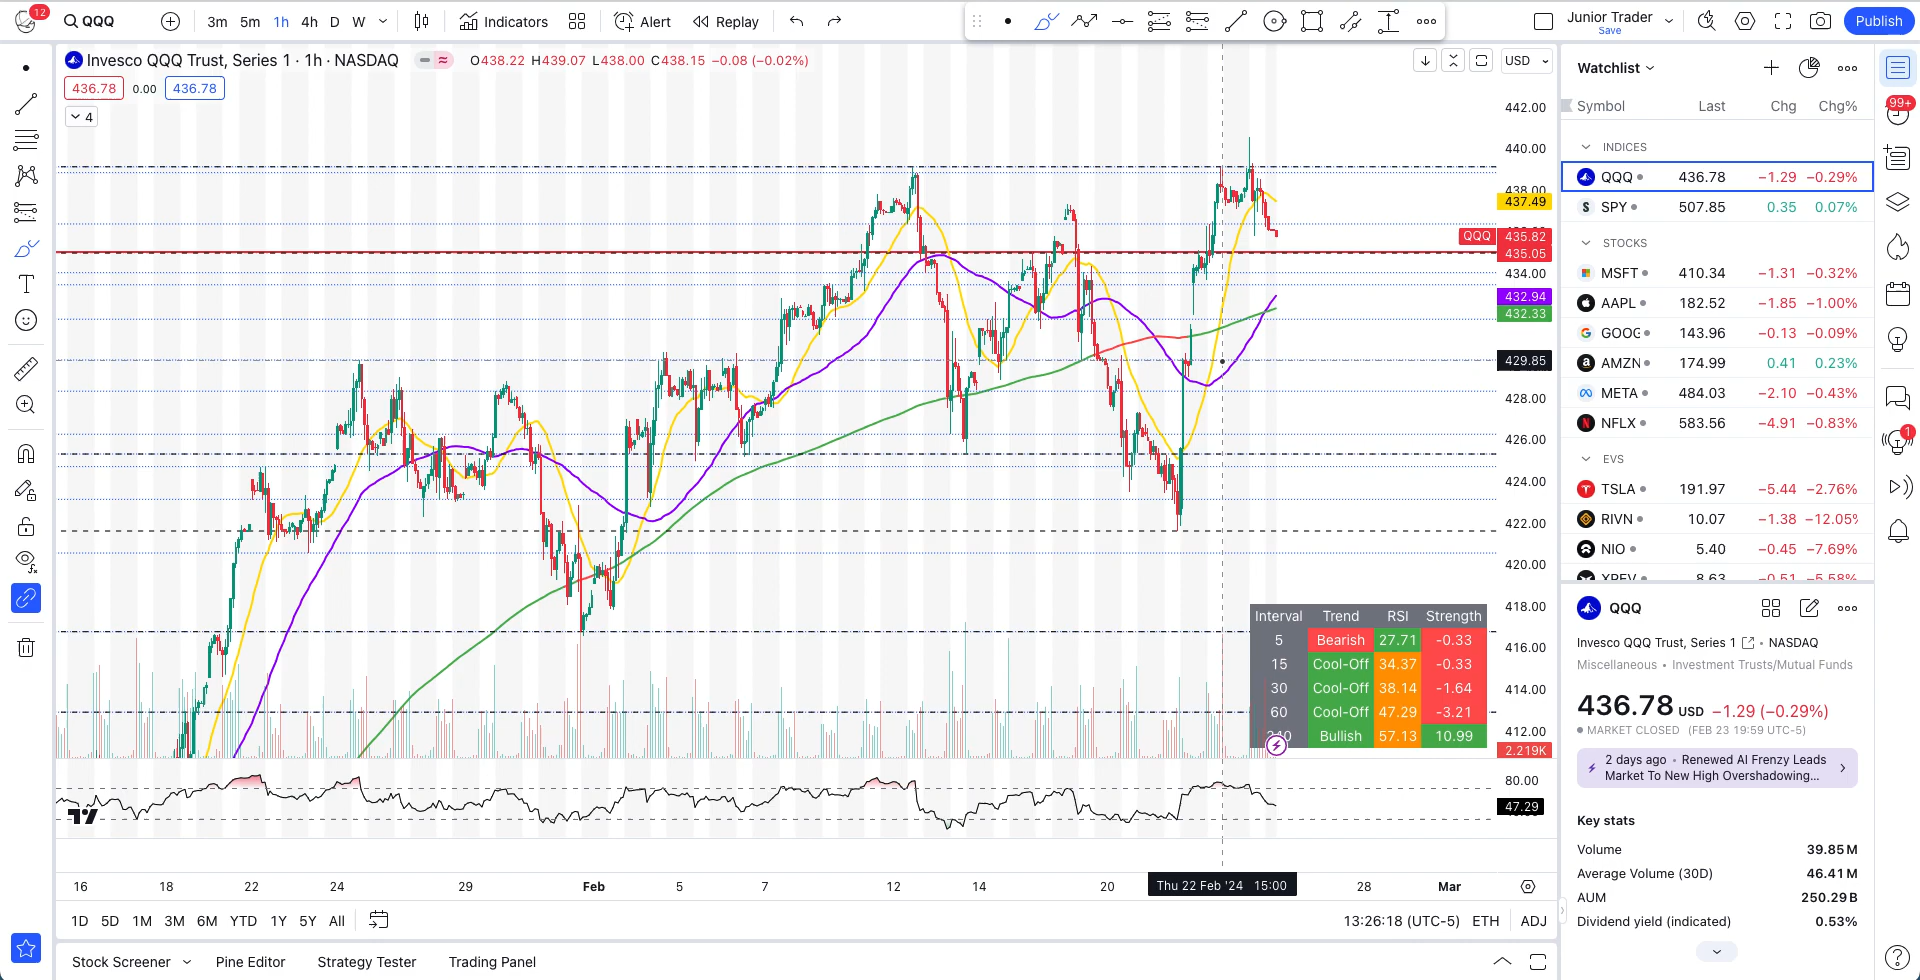 12
QQQ
3m 5m 1h 4h D W
Indicators
Alert
Replay
Junior Trader
Save
Publish
Invesco QQQ Trust, Series 1 · 1h · NASDAQ
O438.22 H439.07 L438.00 C438.15 −0.08 (−0.02%)
USD
436.78 0.00 436.78
4
442.00
440.00
438.00
437.49
QQQ 435.82
435.05
434.00
432.94
432.33
429.85
428.00
426.00
424.00
422.00
420.00
418.00
416.00
414.00
412.00
2.219K
80.00
47.29
Interval Trend RSI Strength
5 Bearish 27.71 -0.33
15 Cool-Off 34.37 -0.33
30 Cool-Off 38.14 -1.64
60 Cool-Off 47.29 -3.21
240 Bullish 57.13 10.99
16 18 22 24 29 Feb 5 7 12 14 20 Thu 22 Feb '24 15:00 28 Mar
1D 5D 1M 3M 6M YTD 1Y 5Y All
13:26:18 (UTC-5) ETH ADJ
Stock Screener Pine Editor Strategy Tester Trading Panel
Watchlist
Symbol Last Chg Chg%
INDICES
QQQ 436.78 −1.29 −0.29%
SPY 507.85 0.35 0.07%
STOCKS
MSFT 410.34 −1.31 −0.32%
AAPL 182.52 −1.85 −1.00%
GOOG 143.96 −0.13 −0.09%
AMZN 174.99 0.41 0.23%
META 484.03 −2.10 −0.43%
NFLX 583.56 −4.91 −0.83%
EVS
TSLA 191.97 −5.44 −2.76%
RIVN 10.07 −1.38 −12.05%
NIO 5.40 −0.45 −7.69%
XPEV 8.63 −0.51 −5.58%
QQQ
Invesco QQQ Trust, Series 1 • NASDAQ
Miscellaneous • Investment Trusts/Mutual Funds
436.78 USD −1.29 (−0.29%)
MARKET CLOSED (FEB 23 19:59 UTC-5)
2 days ago • Renewed AI Frenzy Leads
Market To New High Overshadowing...
Key stats
Volume 39.85M
Average Volume (30D) 46.41M
AUM 250.29B
Dividend yield (indicated) 0.53%
99+
1